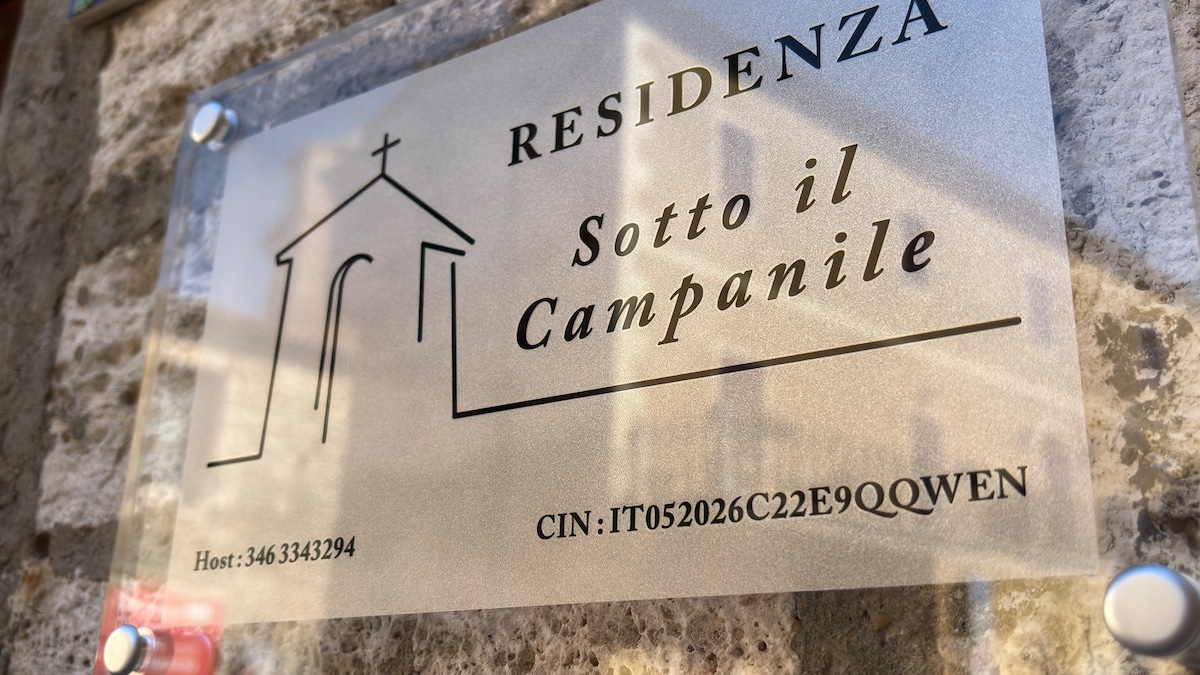 RESIDENZA
Sotto il
Campanile
CIN: IT052026C22E9QQWEN
Host: 346 3343294